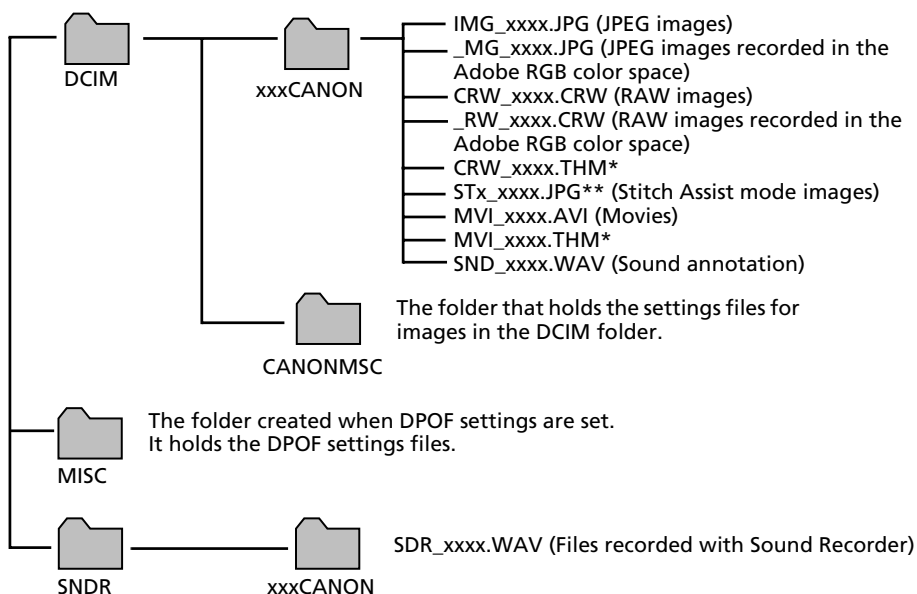 DCIM
xxxCANON
IMG_xxxx.JPG (JPEG images)
_MG_xxxx.JPG (JPEG images recorded in the
Adobe RGB color space)
CRW_xxxx.CRW (RAW images)
_RW_xxxx.CRW (RAW images recorded in the
Adobe RGB color space)
CRW_xxxx.THM*
STx_xxxx.JPG** (Stitch Assist mode images)
MVI_xxxx.AVI (Movies)
MVI_xxxx.THM*
SND_xxxx.WAV (Sound annotation)
CANONMSC
The folder that holds the settings files for
images in the DCIM folder.
MISC
The folder created when DPOF settings are set.
It holds the DPOF settings files.
SNDR
xxxCANON
SDR_xxxx.WAV (Files recorded with Sound Recorder)